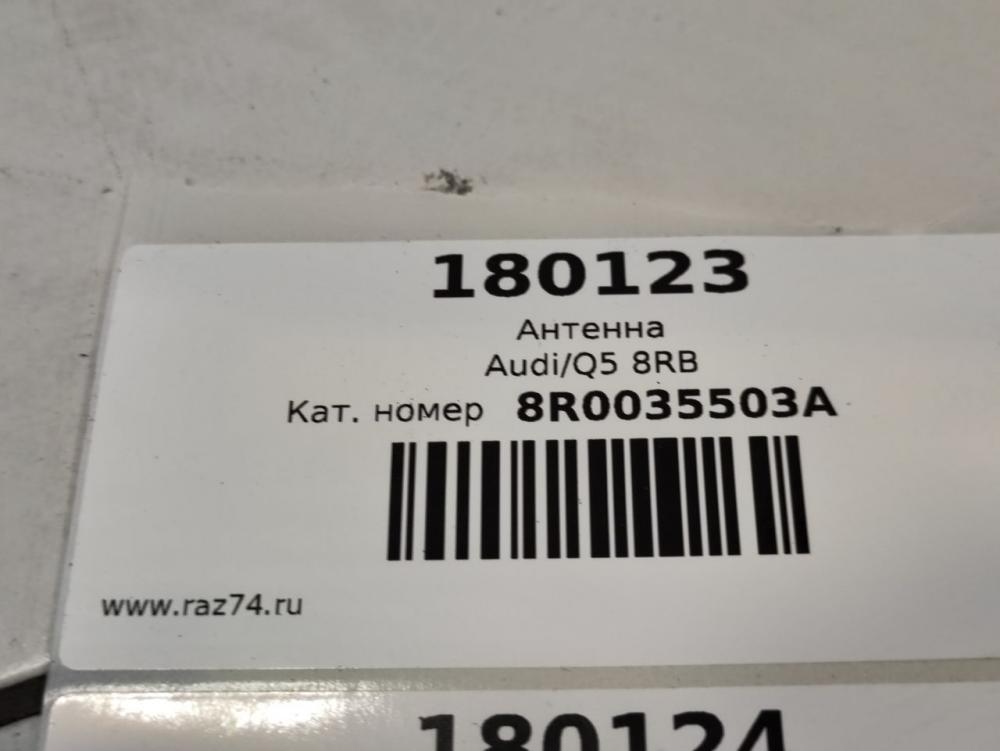 180123
Антенна
Audi/Q5 8RB
Кат. номер 8R0035503A
www.raz74.ru
180124